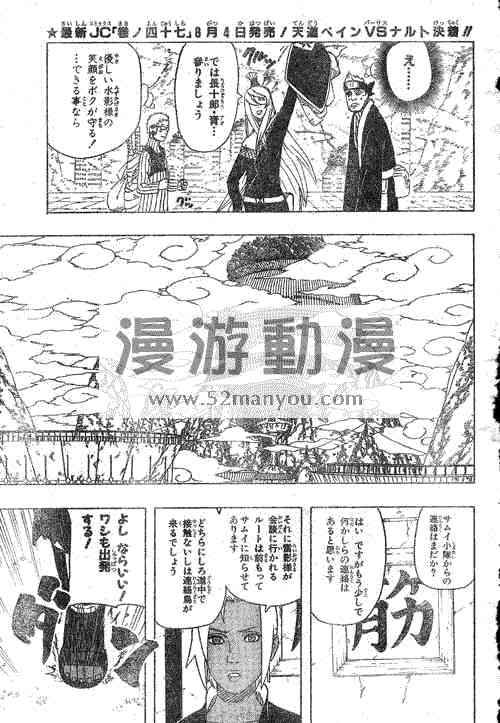 ★最新JC「巻ノ四十七」8月4日発売!天道ペインVSナルト決着!!
え……
では長十郎・青…
参りましょう
優しい水影様の
笑顔をボクが守る!
…できる事なら
漫游動漫
www.52manyou.com
サムイ小隊からの
連絡はまだか?
はい ですがもう少しで
何かしらの連絡は
あると思います
筋
それに雷影様が
会談に行かれる
ルートは前もって
サムイに知らせて
あります
どちらにしろ道中で
接触ないしは連絡鳥が
来るでしょう
よし ならいい!
ワシも出発
する!
ダン